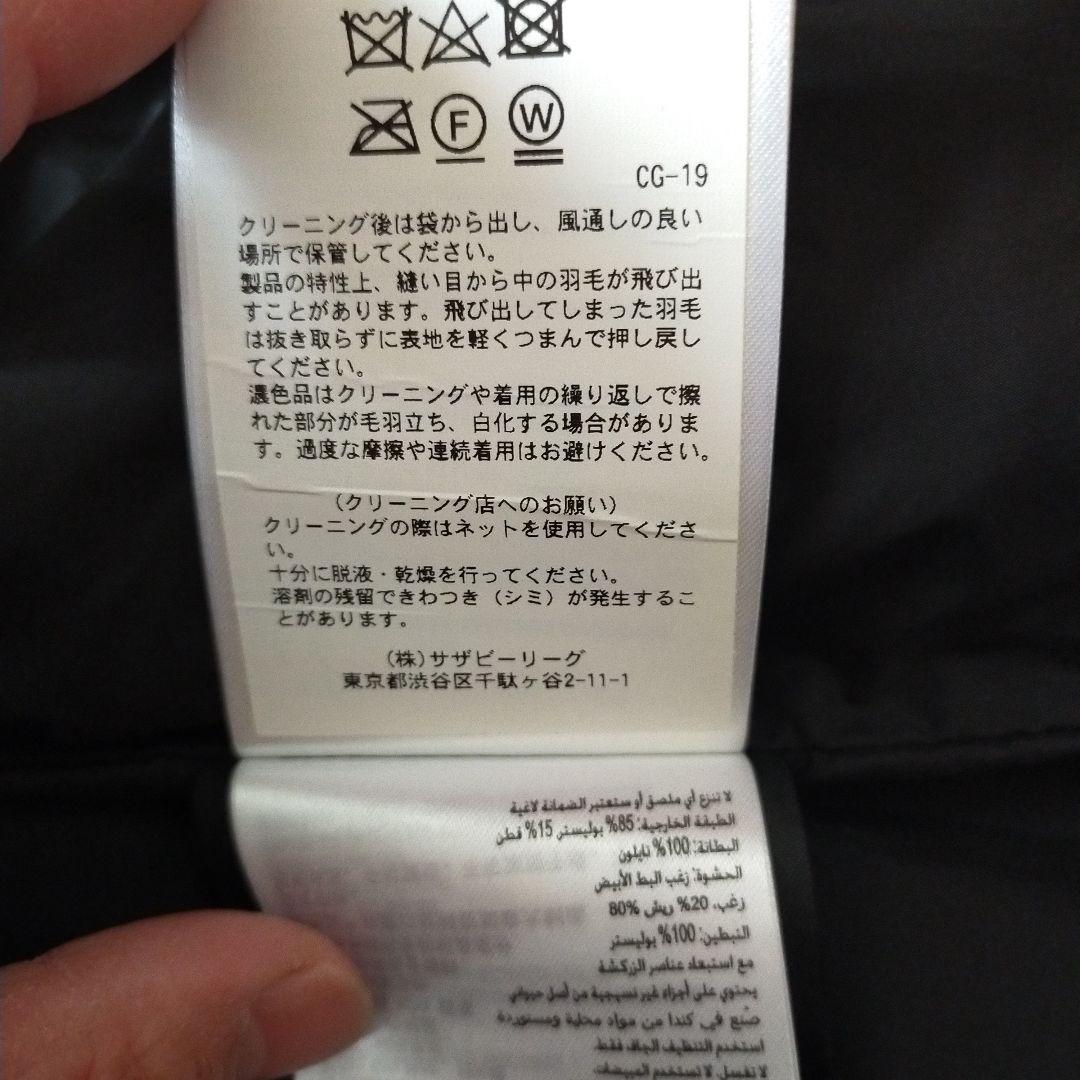 F
W
CG-19
クリーニング後は袋から出し、風通しの良い
場所で保管してください。
製品の特性上、縫い目から中の羽毛が飛び出
すことがあります。飛び出してしまった羽毛
は抜き取らずに表地を軽くつまんで押し戻し
てください。
濃色品はクリーニングや着用の繰り返しで擦
れた部分が毛羽立ち、白化する場合がありま
す。過度な摩擦や連続着用はお避けください。
（クリーニング店へのお願い）
クリーニングの際はネットを使用してくださ
い。
十分に脱液・乾燥を行ってください。
溶剤の残留できわつき（シミ）が発生するこ
とがあります。
（株）サザビーリーグ
東京都渋谷区千駄ヶ谷2-11-1
لا تنزع أي ملصق أو ستعتبر الضمانة لاغية
الطبقة الخارجية: 85% بوليستر، 15% قطن
البطانة: 100% نايلون
الحشوة: زغب البط الأبيض
80% زغب، 20% ريش
التبطين: 100% بوليستر
مع استبعاد عناصر الزركشة
يحتوي على أجزاء غير نسيجية من أصل حيواني
صُنع في كندا من مواد محلية ومستوردة
استخدم التنظيف الجاف فقط.
لا تغسل. لا تستخدم المبيضات.